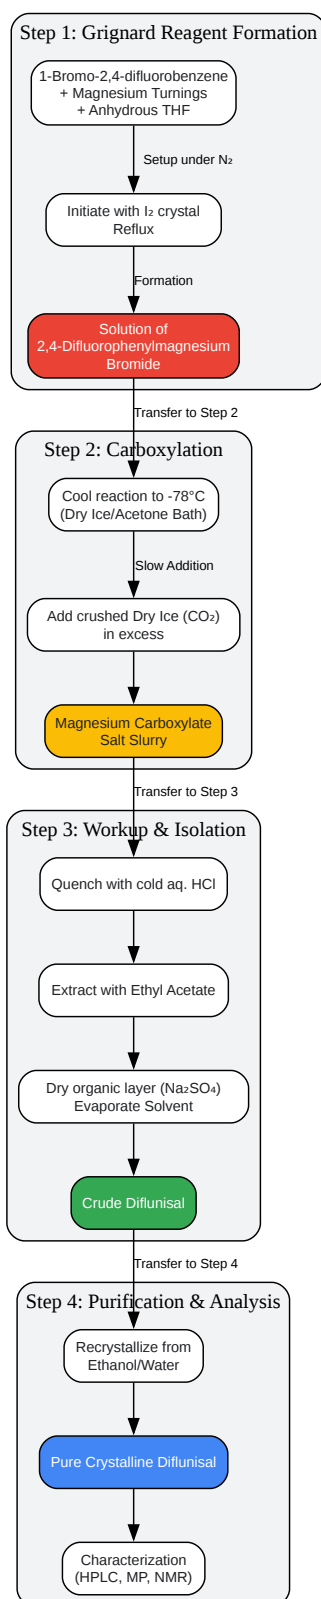 Step 1: Grignard Reagent Formation
1-Bromo-2,4-difluorobenzene
+ Magnesium Turnings
+ Anhydrous THF
Setup under N₂
Initiate with I₂ crystal
Reflux
Formation
Solution of
2,4-Difluorophenylmagnesium
Bromide
Transfer to Step 2
Step 2: Carboxylation
Cool reaction to -78°C
(Dry Ice/Acetone Bath)
Slow Addition
Add crushed Dry Ice (CO₂)
in excess
Magnesium Carboxylate
Salt Slurry
Transfer to Step 3
Step 3: Workup & Isolation
Quench with cold aq. HCl
Extract with Ethyl Acetate
Dry organic layer (Na₂SO₄)
Evaporate Solvent
Crude Diflunisal
Transfer to Step 4
Step 4: Purification & Analysis
Recrystallize from
Ethanol/Water
Pure Crystalline Diflunisal
Characterization
(HPLC, MP, NMR)